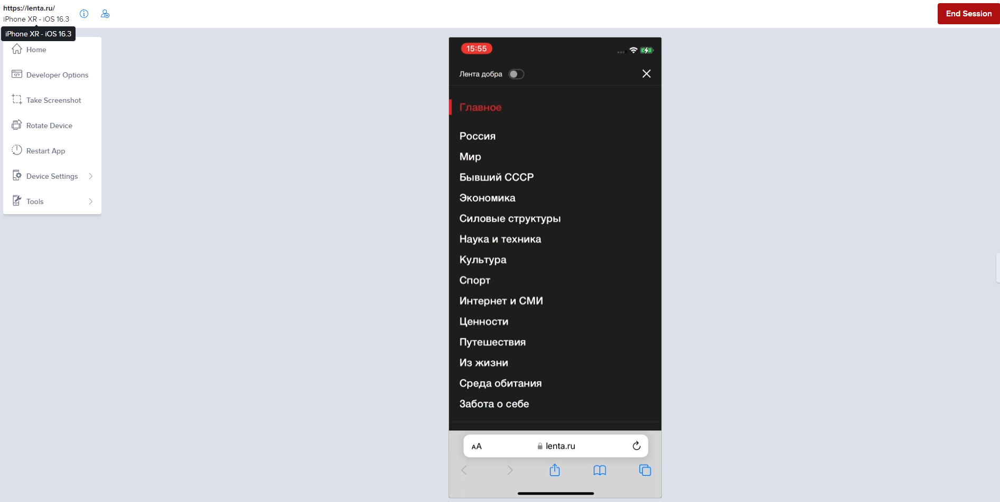 https://lenta.ru/
iPhone XR - iOS 16.3
iPhone XR - iOS 16.3
End Session
Home
Developer Options
Take Screenshot
Rotate Device
Restart App
Device Settings
Tools
15:55
Лента добра
Главное
Россия
Мир
Бывший СССР
Экономика
Силовые структуры
Наука и техника
Культура
Спорт
Интернет и СМИ
Ценности
Путешествия
Из жизни
Среда обитания
Забота о себе
AA lenta.ru